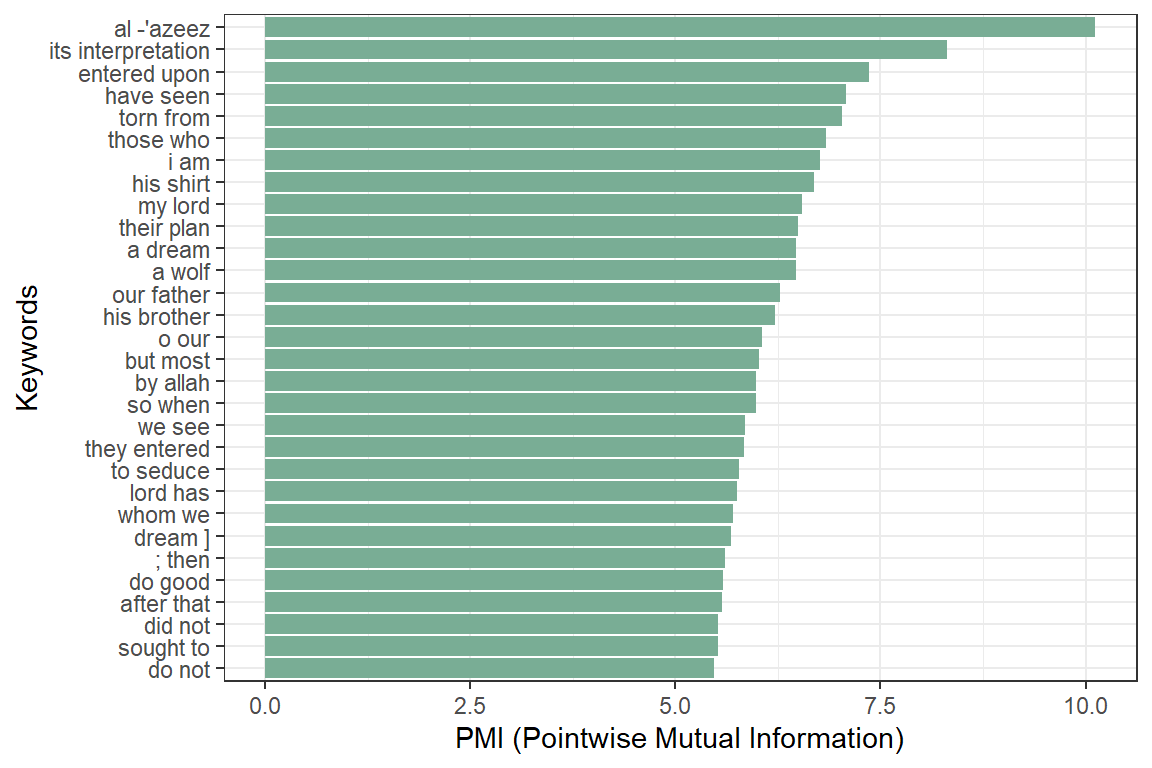 al -'azeez
its interpretation
entered upon
have seen
torn from
those who
i am
his shirt
my lord
their plan
a dream
a wolf
our father
his brother
o our
but most
by allah
so when
we see
they entered
to seduce
lord has
whom we
dream ]
; then
do good
after that
did not
sought to
do not
Keywords
0.0 2.5 5.0 7.5 10.0
PMI (Pointwise Mutual Information)